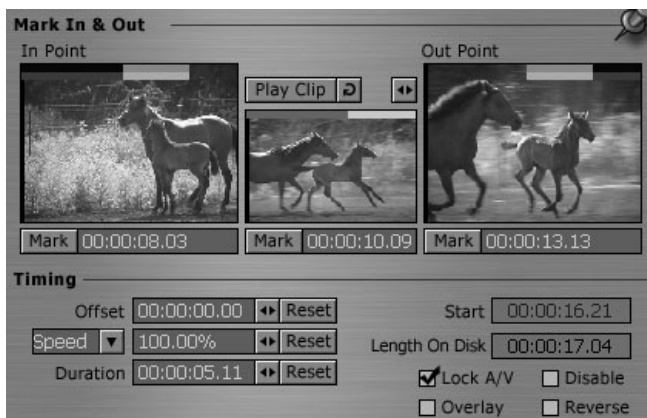 Mark In & Out
In Point
Out Point
Play Clip
Mark 00:00:08.03
Mark 00:00:10.09
Mark 00:00:13.13
Timing
Offset 00:00:00.00 Reset
Start 00:00:16.21
Speed 100.00% Reset
Length On Disk 00:00:17.04
Duration 00:00:05.11 Reset
Lock A/V
Disable
Overlay
Reverse